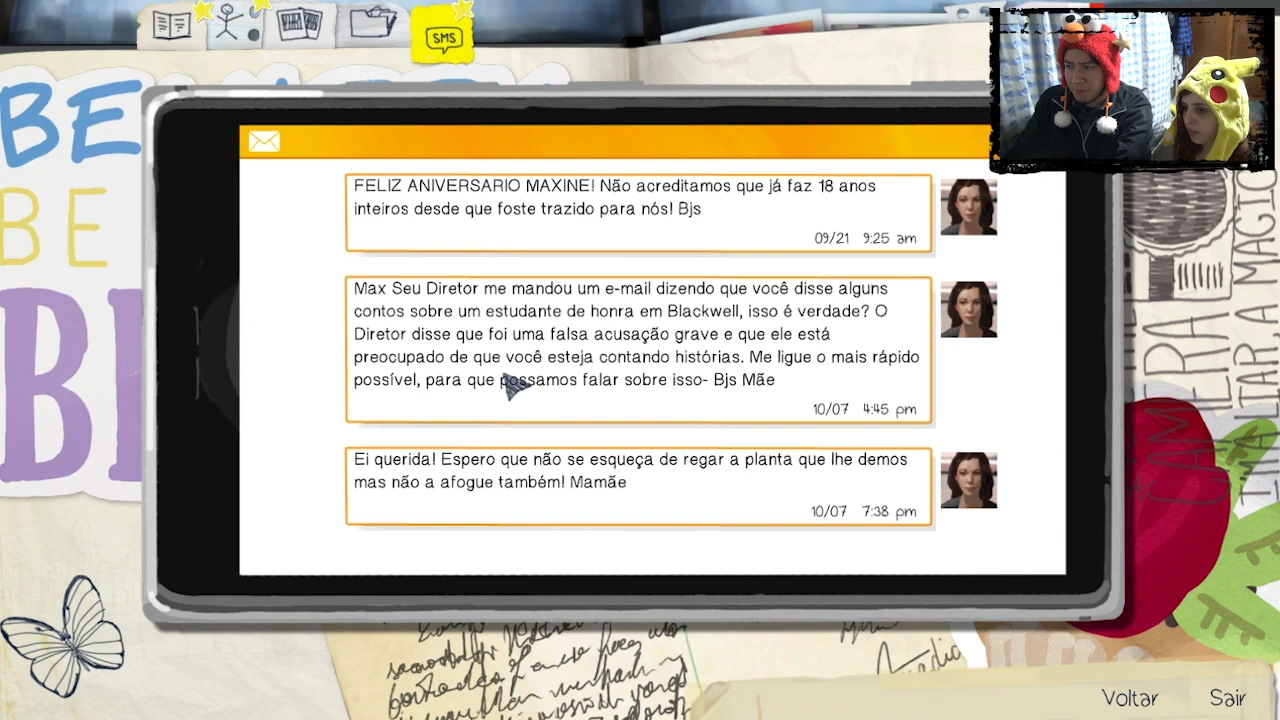 SMS
BE
BE
FELIZ ANIVERSARIO MAXINE! Não acreditamos que já faz 18 anos
inteiros desde que foste trazido para nós! Bjs
09/21 9:25 am
Max Seu Diretor me mandou um e-mail dizendo que você disse alguns
contos sobre um estudante de honra em Blackwell, isso é verdade? O
Diretor disse que foi uma falsa acusação grave e que ele está
preocupado de que você esteja contando histórias. Me ligue o mais rápido
possível, para que possamos falar sobre isso- Bjs Mãe
10/07 4:45 pm
Ei querida! Espero que não se esqueça de regar a planta que lhe demos
mas não a afogue também! Mamãe
10/07 7:38 pm
Voltar Sair